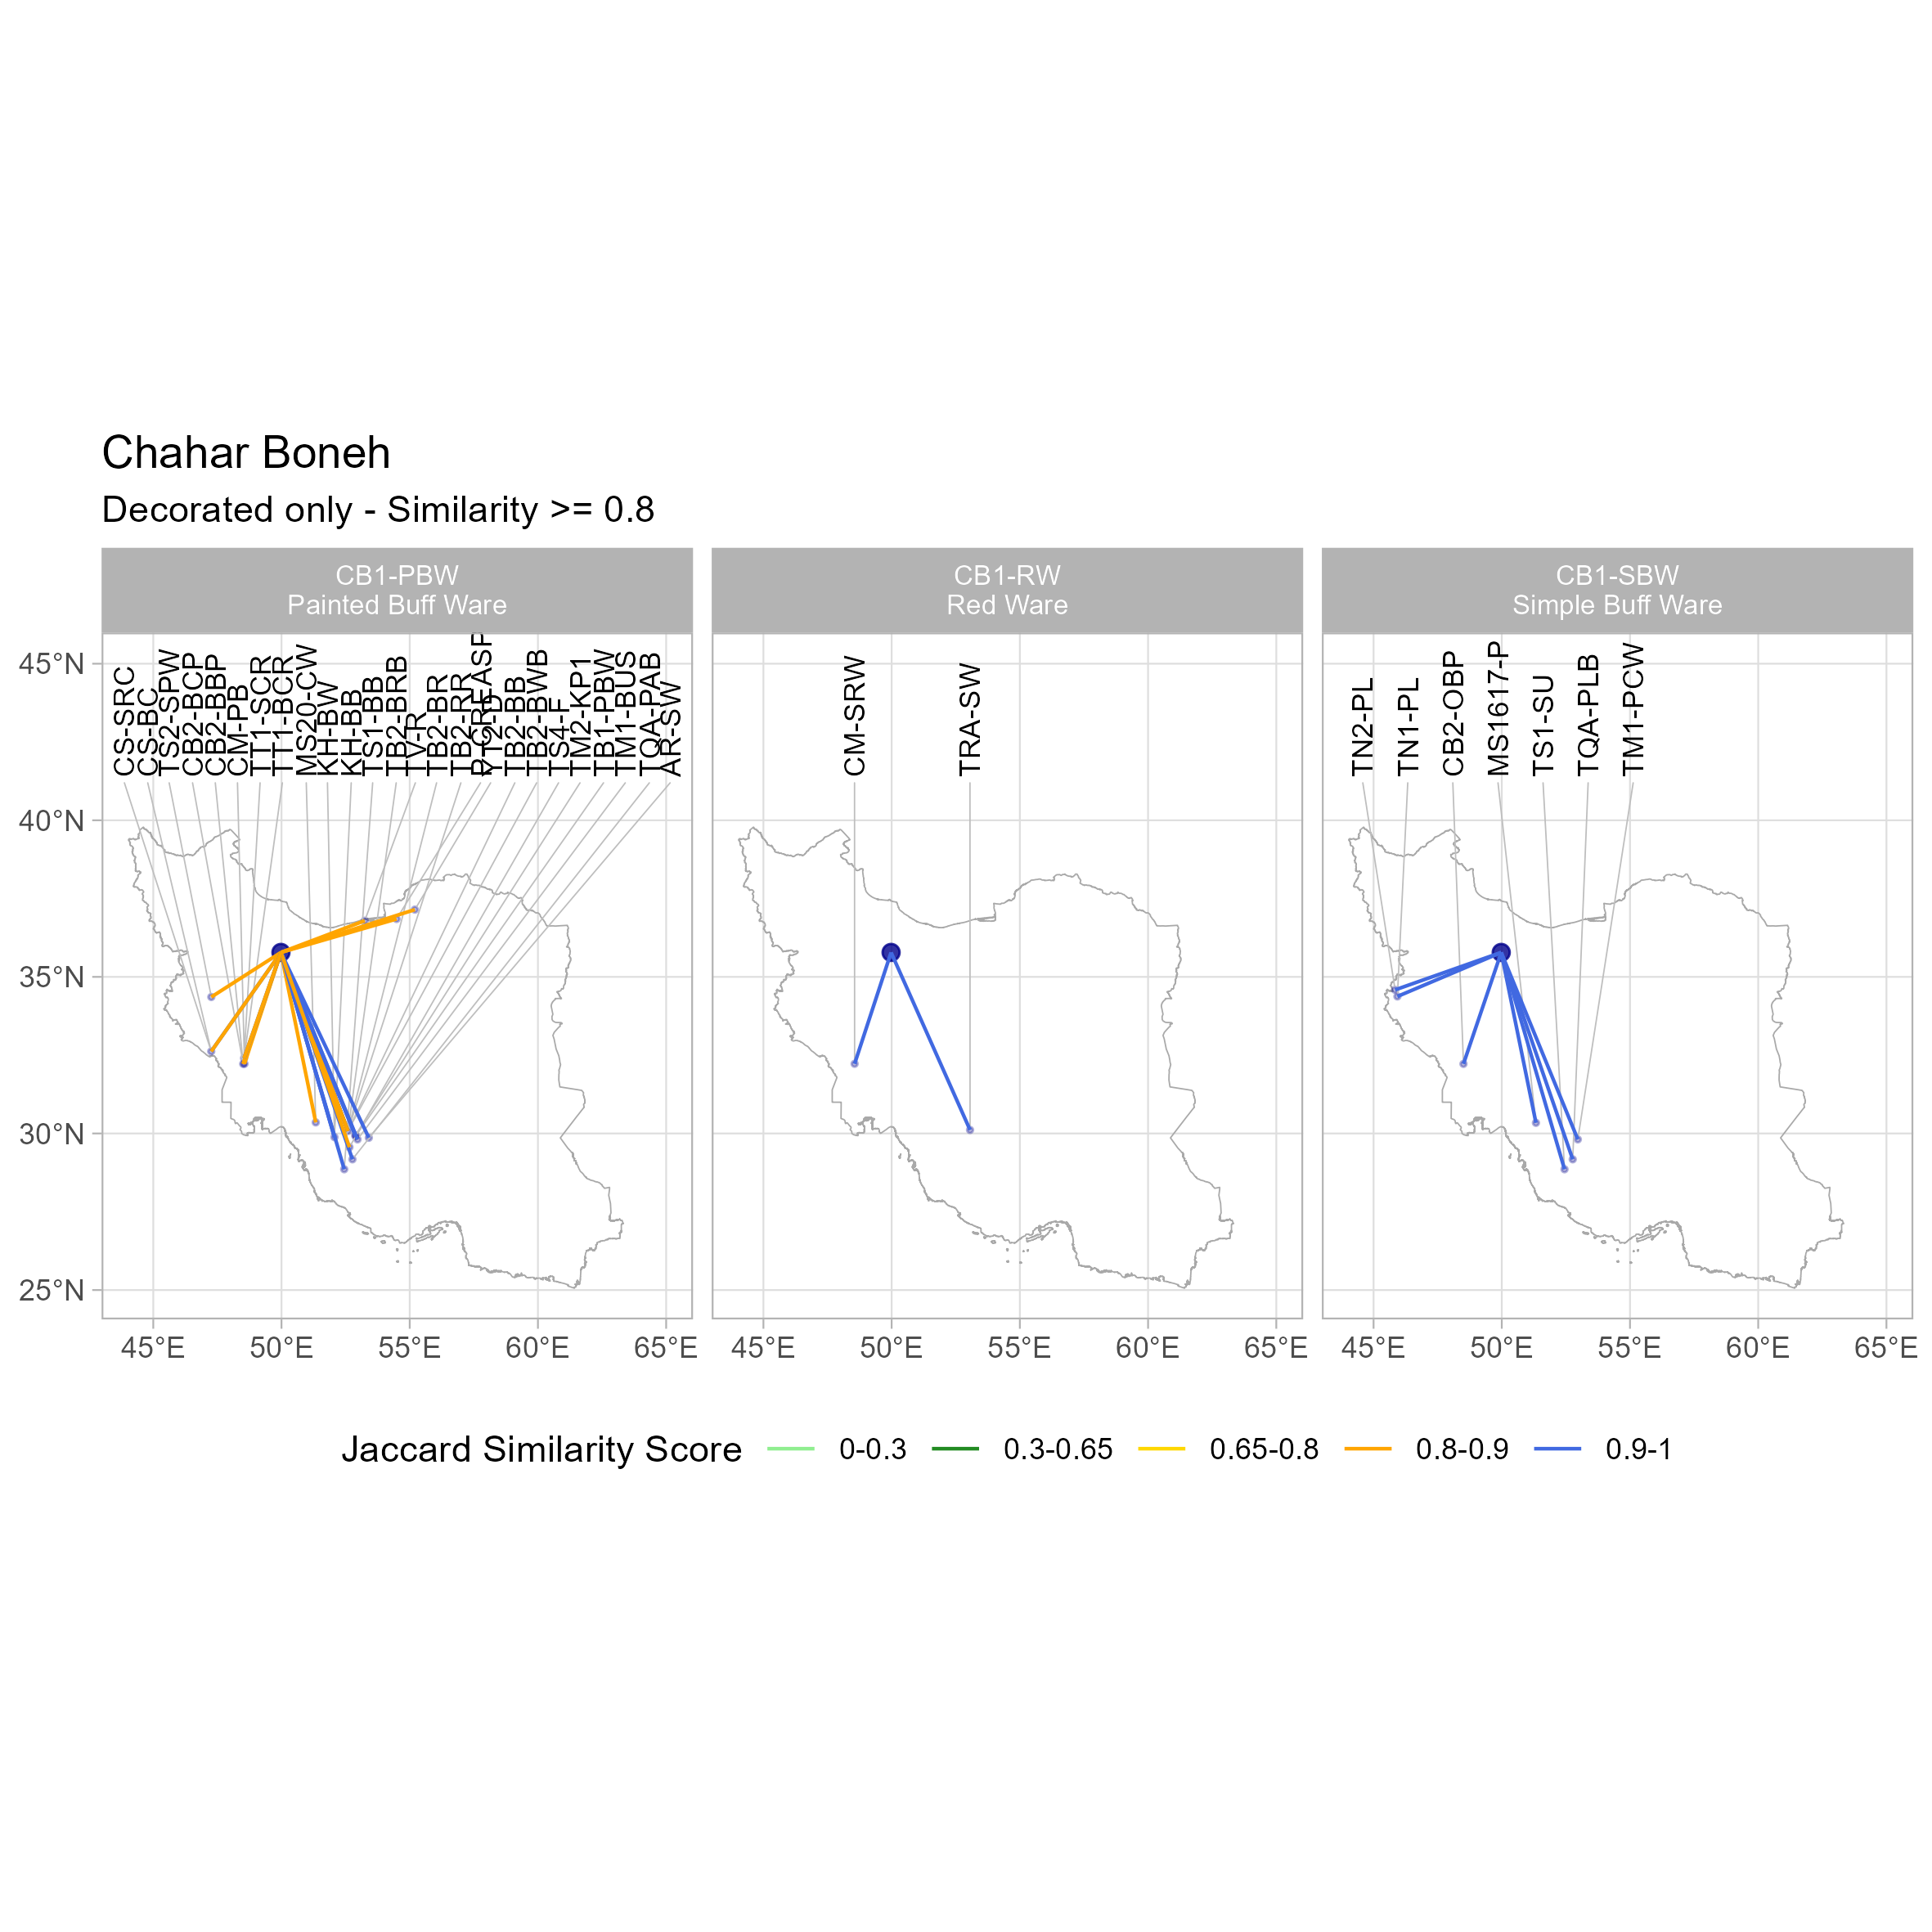 Chahar Boneh
Decorated only - Similarity >= 0.8
CB1-PBW
Painted Buff Ware
CB1-RW
Red Ware
CB1-SBW
Simple Buff Ware
CS-SRC
CS-BC
TS2-SPW
CB2-BCP
CB2-BBP
CM-PB
TT1-SCR
TT1-BCR
MS20-CW
KH-BW
KH-BB
TS1-BB
TB2-BRB
TV-R
TB2-BR
TB2-RR
YT2-D
TB2-BB
TB2-BWB
TS4-F
TM2-KP1
TB1-PBW
TM1-BUS
TQA-PAB
AR-SW
CM-SRW
TRA-SW
TN2-PL
TN1-PL
CB2-OBP
MS1617-P
TS1-SU
TQA-PLB
TM1-PCW
45°N
40°N
35°N
30°N
25°N
45°E 50°E 55°E 60°E 65°E
45°E 50°E 55°E 60°E 65°E
45°E 50°E 55°E 60°E 65°E
Jaccard Similarity Score 0-0.3 0.3-0.65 0.65-0.8 0.8-0.9 0.9-1